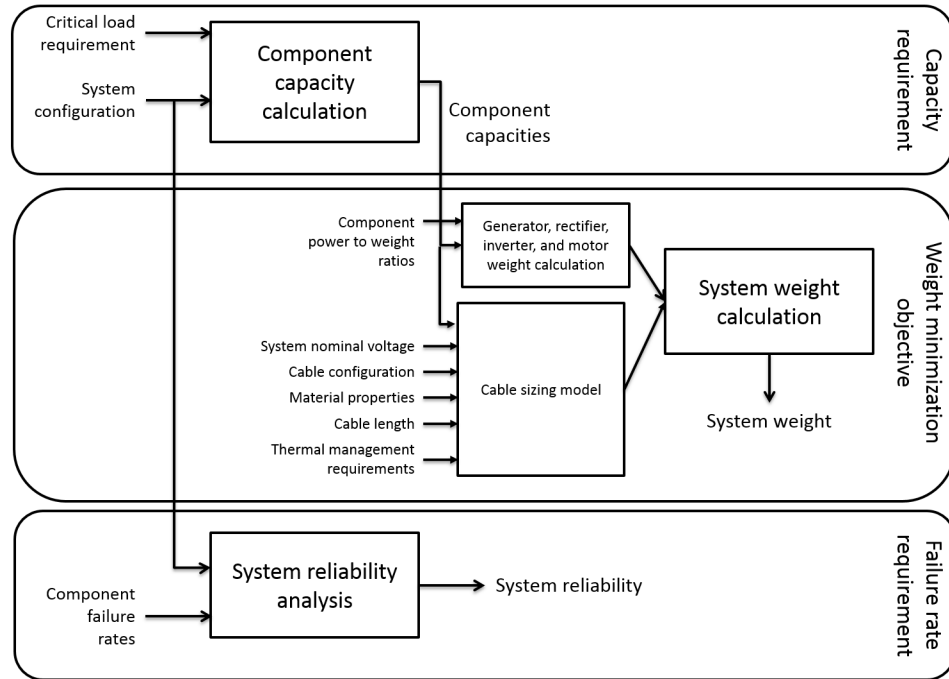 Critical load
requirement
System
configuration
Component
capacity
calculation
Component
capacities
Capacity
requirement
Component
power to weight
ratios
Generator, rectifier,
inverter, and motor
weight calculation
System nominal voltage
Cable configuration
Material properties
Cable length
Thermal management
requirements
Cable sizing model
System weight
calculation
System weight
Weight minimization
objective
Component
failure
rates
System reliability
analysis
System reliability
Failure rate
requirement